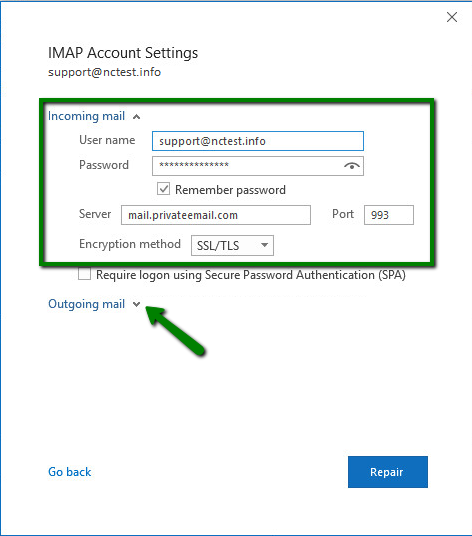 IMAP Account Settings
support@nctest.info
Incoming mail
User name support@nctest.info
Password **************
Remember password
Server mail.privateemail.com Port 993
Encryption method SSL/TLS
Require logon using Secure Password Authentication (SPA)
Outgoing mail
Go back Repair